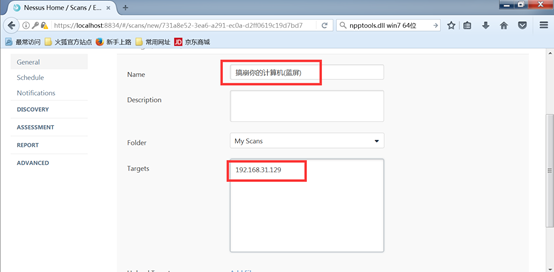 Nessus Home / Scans / E...
https://localhost:8834/#/scans/new/731a8e52-3ea6-a291-ec0a-d2ff0619c19d7bd7
nppptools.dll win7 64位
最常访问 火狐官方站点 新手上路 常用网址 JD 京东商城
General
Schedule
Notifications
DISCOVERY
ASSESSMENT
REPORT
ADVANCED
Name
搞崩你的计算机(蓝屏)
Description
Folder
My Scans
Targets
192.168.31.129